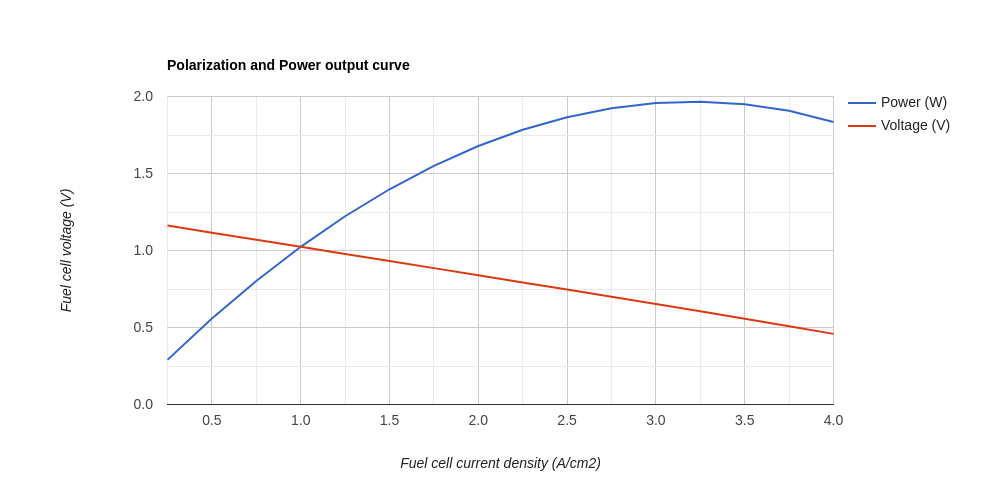 Polarization and Power output curve
2.0
1.5
1.0
0.5
0.0
Fuel cell voltage (V)
0.5 1.0 1.5 2.0 2.5 3.0 3.5 4.0
Fuel cell current density (A/cm2)
Power (W)
Voltage (V)